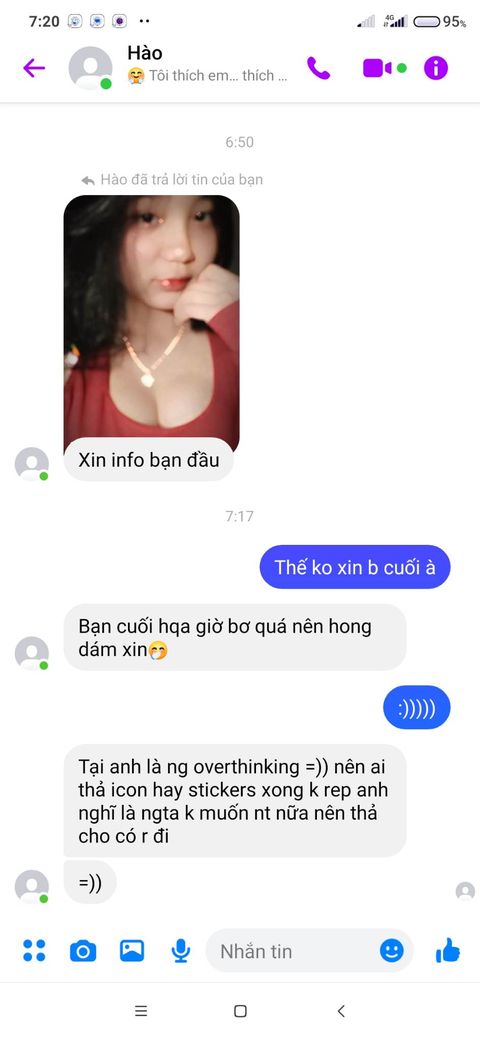 7:20
4G
95%
Hào
🤗 Tôi thích em... thích ...
6:50
Hào đã trả lời tin của bạn
Xin info bạn đầu
7:17
Thế ko xin b cuối à
Bạn cuối hqa giờ bơ quá nên hong
dám xin🤭
:)))))
Tại anh là ng overthinking =)) nên ai
thả icon hay stickers xong k rep anh
nghĩ là ngta k muốn nt nữa nên thả
cho có r đi
=))
Nhắn tin